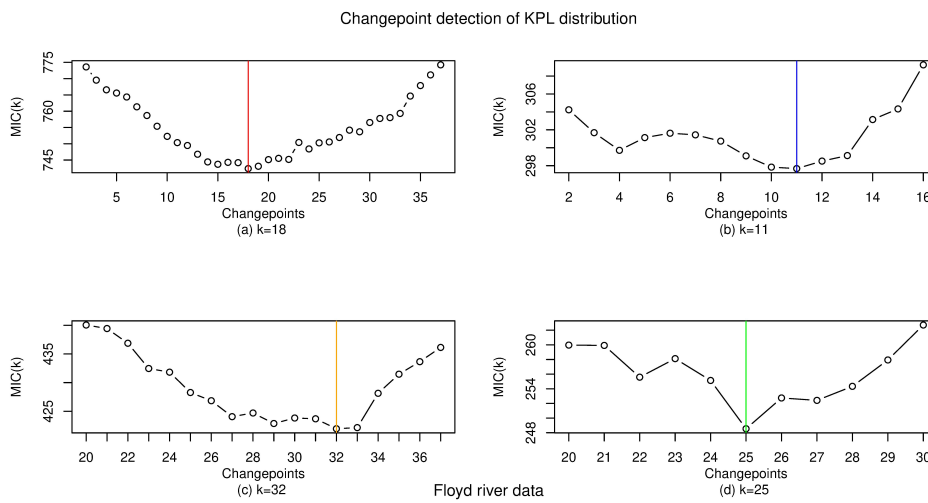 Changepoint detection of KPL distribution
MIC(k)
775
760
745
5 10 15 20 25 30 35
Changepoints
(a) k=18
MIC(k)
306
302
298
2 4 6 8 10 12 14 16
Changepoints
(b) k=11
MIC(k)
435
425
20 22 24 26 28 30 32 34 36
Changepoints
(c) k=32
MIC(k)
260
254
248
20 21 22 23 24 25 26 27 28 29 30
Changepoints
(d) k=25
Floyd river data